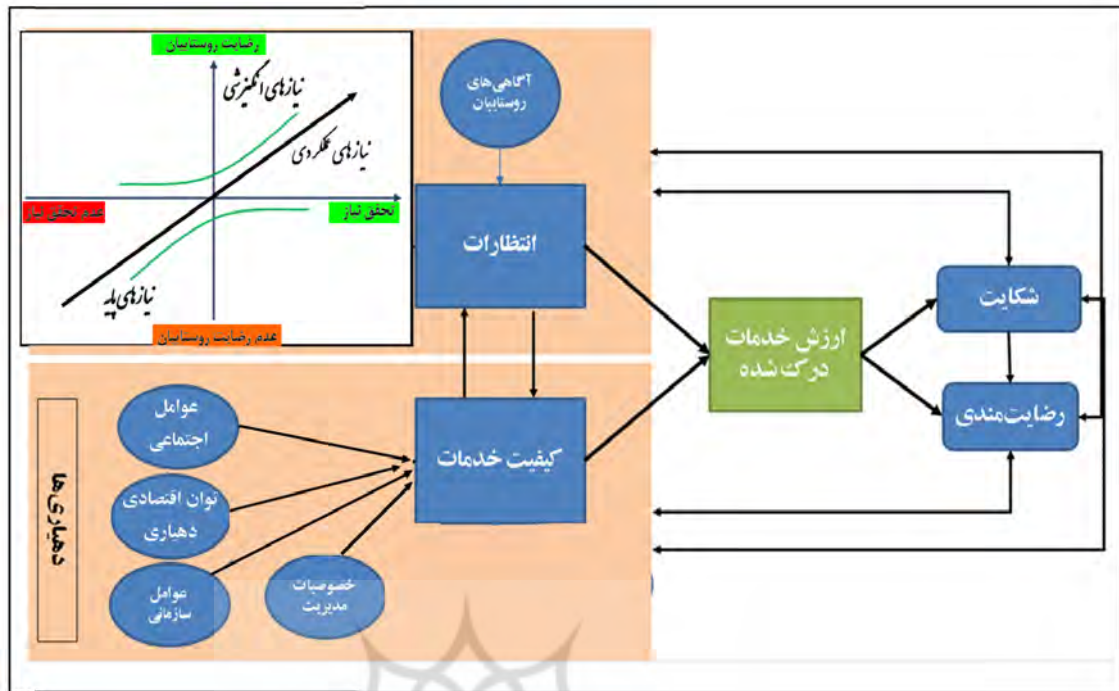 رضایت روستاییان
نیازهای انگیزشی
نیازهای عملکردی
عدم تحقق نیاز
تحقق نیاز
نیازهای پایه
عدم رضایت روستاییان
آگاهی‌های
روستاییان
انتظارات
ارزش خدمات
درک شده
شکایت
رضایت‌مندی
کیفیت خدمات
دهیاری‌ها
عوامل
اجتماعی
توان اقتصادی
دهیاری
عوامل
سازمانی
خصوصیات
مدیریت